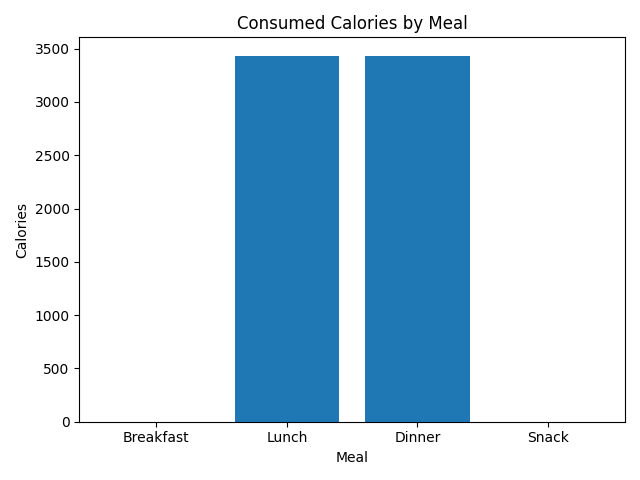 Consumed Calories by Meal
3500
3000
2500
2000
1500
1000
500
0
Calories
Breakfast Lunch Dinner Snack
Meal